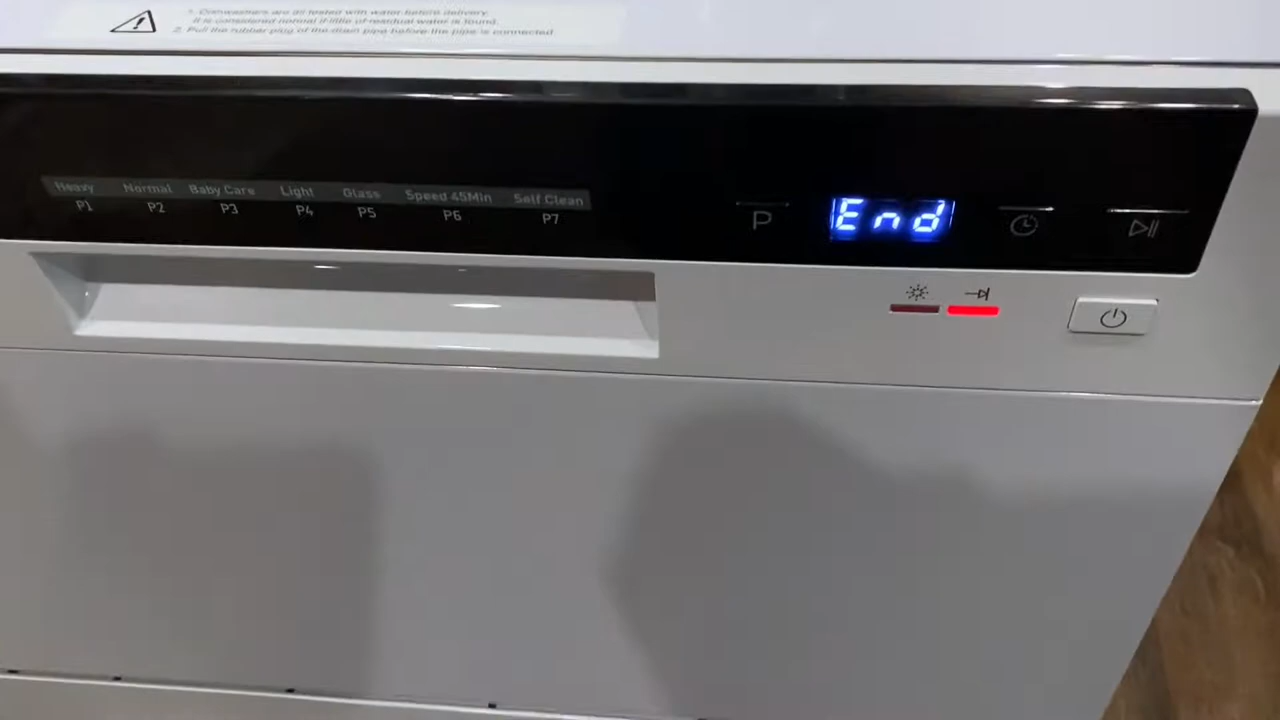 1. Dishwashers are all tested with water before delivery.
It is considered normal if little of residual water is found.
2. Pull the rubber plug of the drain pipe before the pipe is connected.
Heavy Normal Baby Care Light Glass Speed 45Min Self Clean
P1 P2 P3 P4 P5 P6 P7
P End